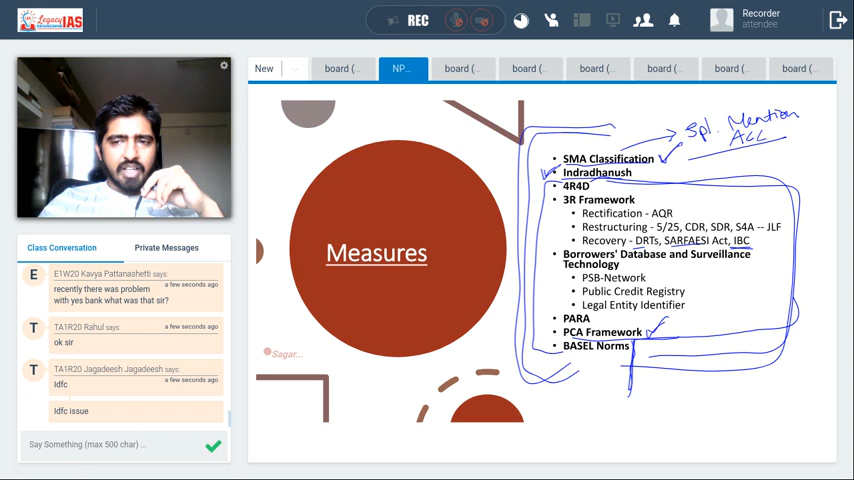 Legacy
IAS
REC
Recorder
attendee
New
board (..
NP...
board (...
board (...
board (...
board (...
board (...
board (...
Spl. Mention
Acc
• SMA Classification
• Indradhanush
• 4R4D
• 3R Framework
• Rectification - AQR
• Restructuring - 5/25, CDR, SDR, S4A -- JLF
• Recovery - DRTs, SARFAESI Act, IBC
• Borrowers' Database and Surveillance
Technology
• PSB-Network
• Public Credit Registry
• Legal Entity Identifier
• PARA
• PCA Framework
• BASEL Norms
Measures
Sagar...
Class Conversation
Private Messages
E
E1W20 Kavya Pattanashetti says:
a few seconds ago
recently there was problem
with yes bank what was that sir?
T
TA1R20 Rahul says:
a few seconds ago
ok sir
T
TA1R20 Jagadeesh Jagadeesh says:
a few seconds ago
Idfc
Idfc issue
Say Something (max 500 char) ...